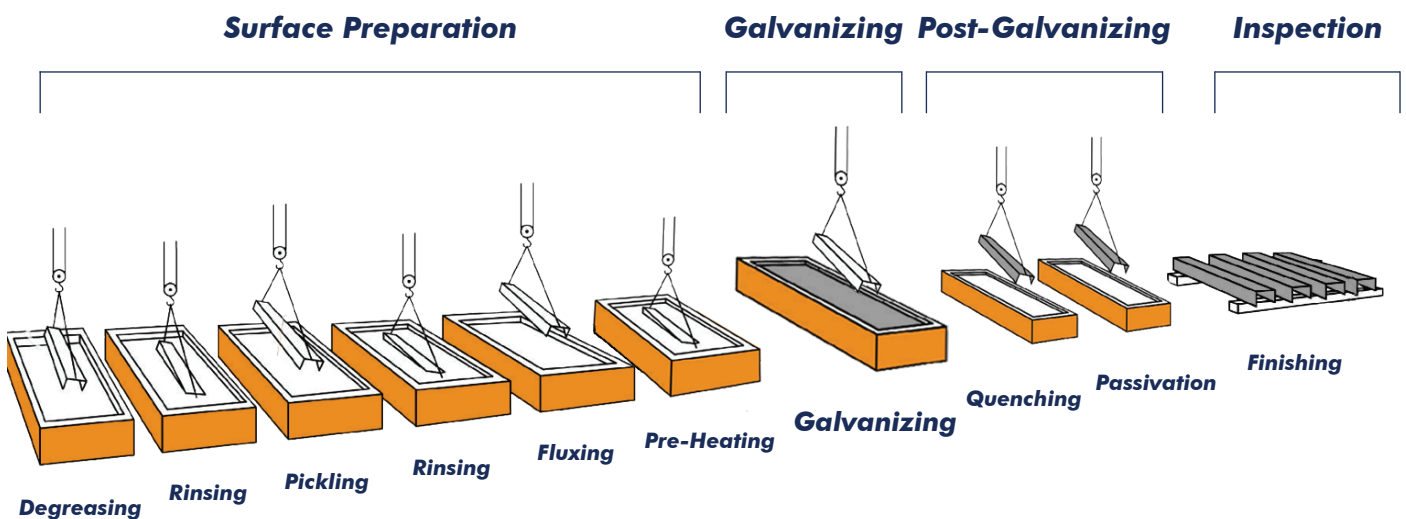 Surface Preparation
Galvanizing
Post-Galvanizing
Inspection
Degreasing
Rinsing
Pickling
Rinsing
Fluxing
Pre-Heating
Galvanizing
Quenching
Passivation
Finishing